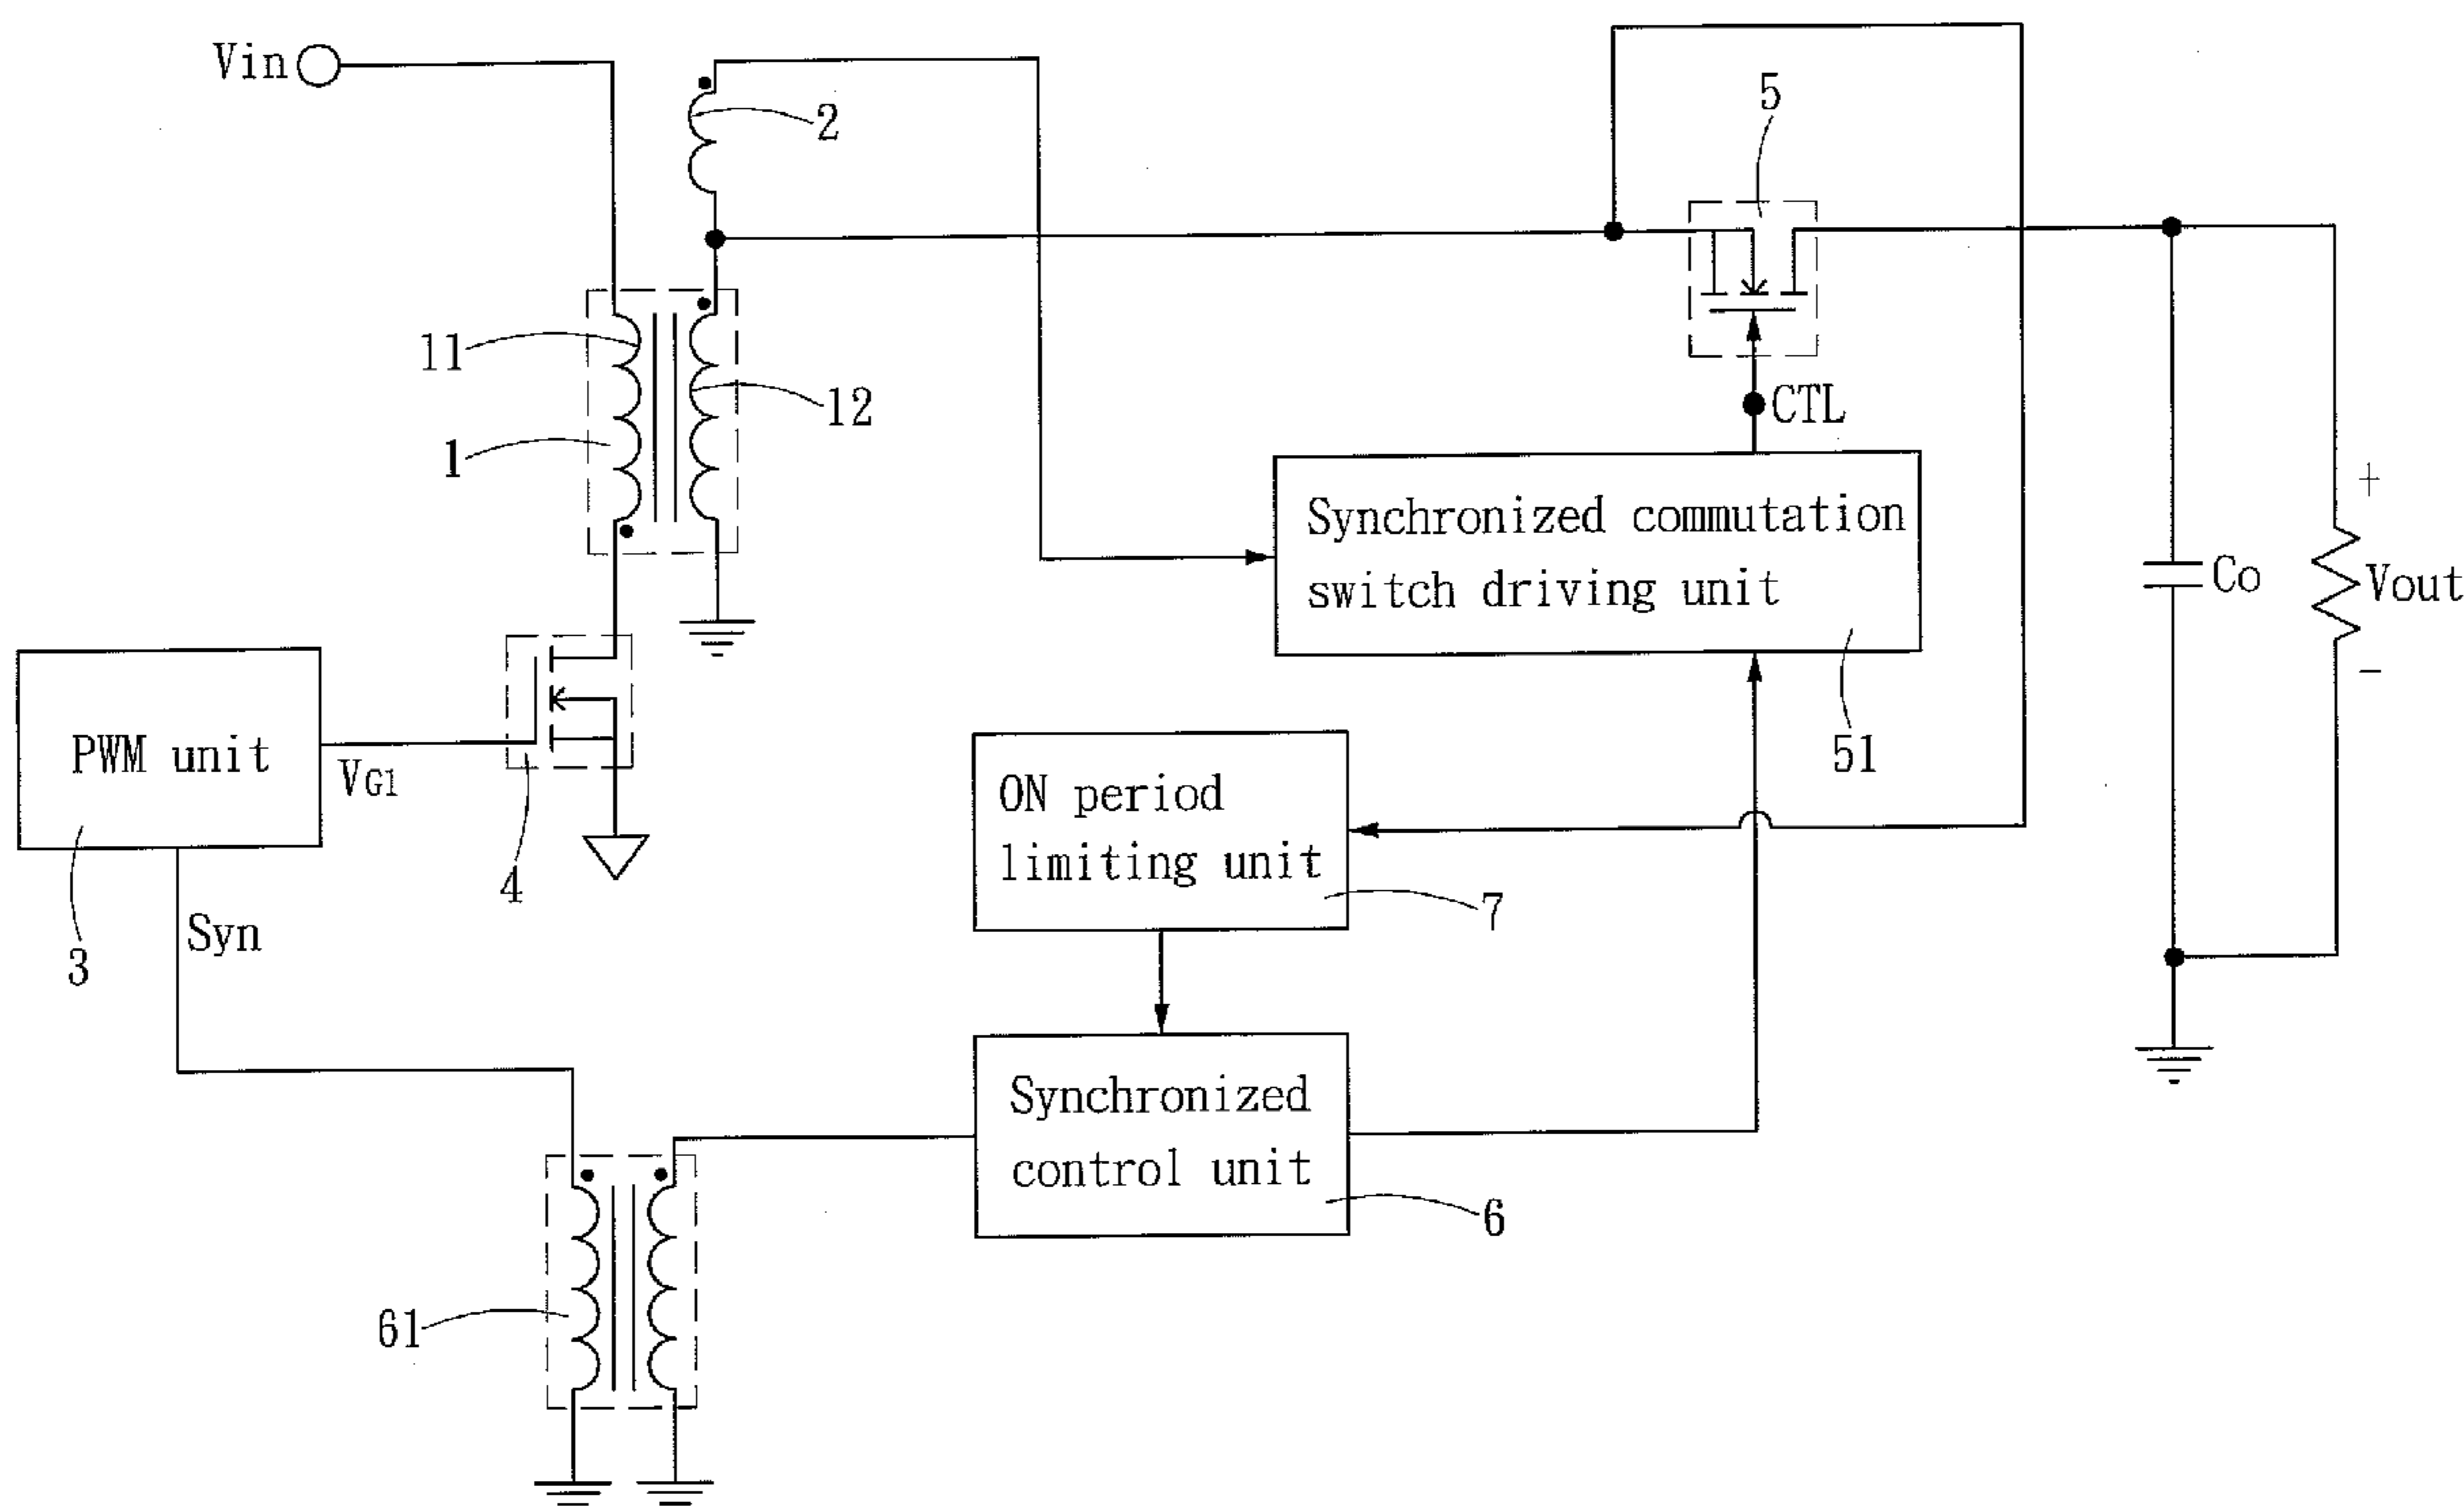 Vin
2
5
11
12
1
CTL
Synchronized commutation
switch driving unit
+
Co
Vout
-
51
PWM unit
VG1
4
3
Syn
ON period
limiting unit
7
Synchronized
control unit
6
61